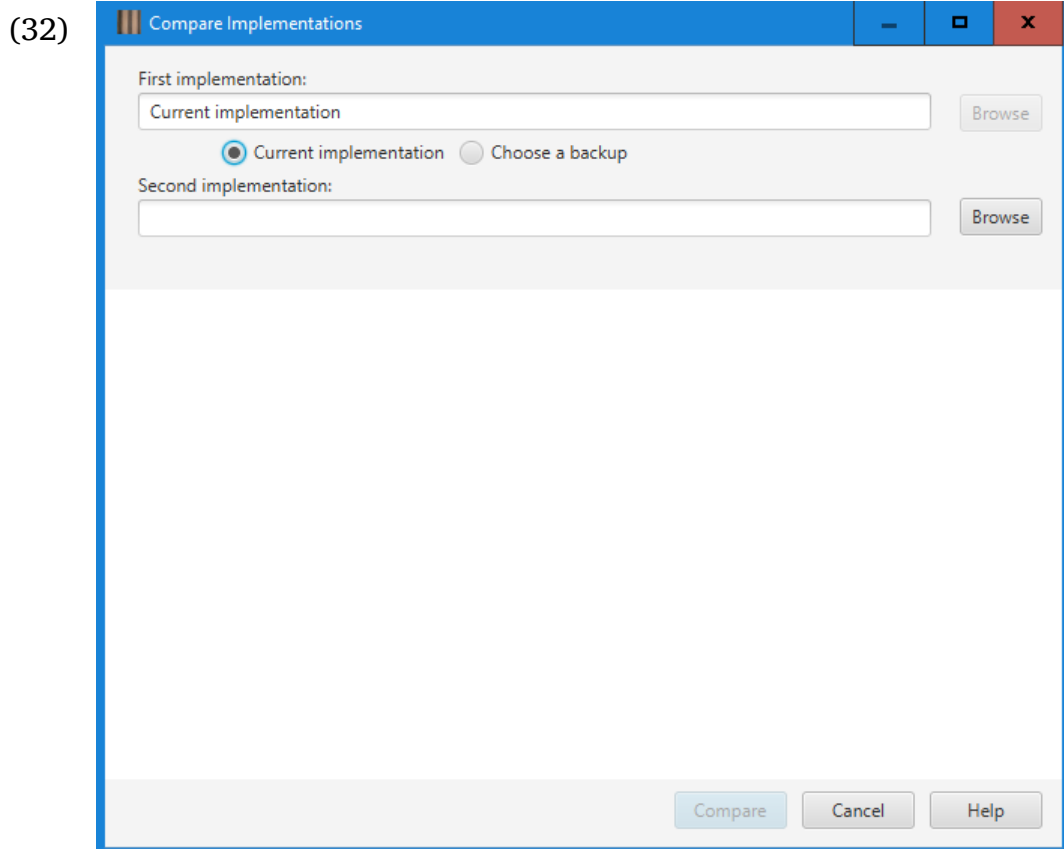 (32)
Compare Implementations
First implementation:
Current implementation
Browse
Current implementation Choose a backup
Second implementation:
Browse
Compare Cancel Help